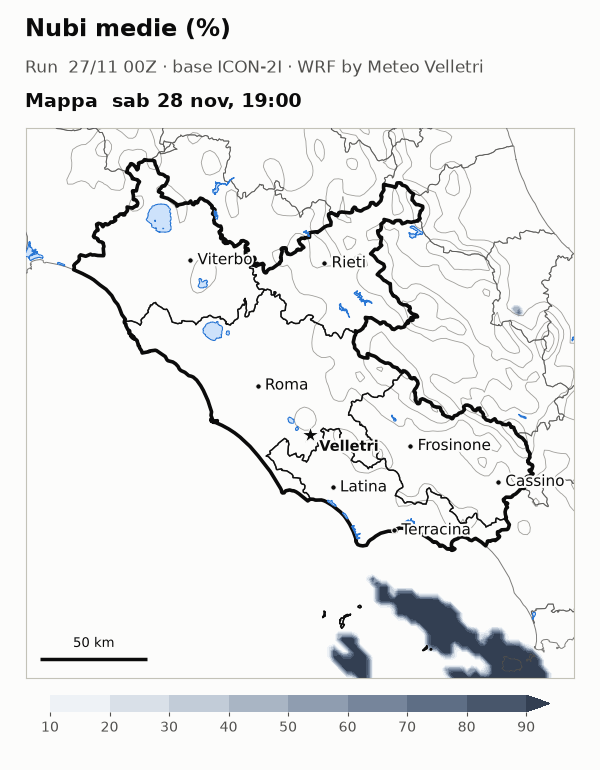 Nubi medie (%)
Run  27/11 00Z · base ICON-2I · WRF by Meteo Velletri
Mappa  sab 28 nov, 19:00
Viterbo
Rieti
Roma
Velletri
Frosinone
Latina
Cassino
Terracina
50 km
10 20 30 40 50 60 70 80 90